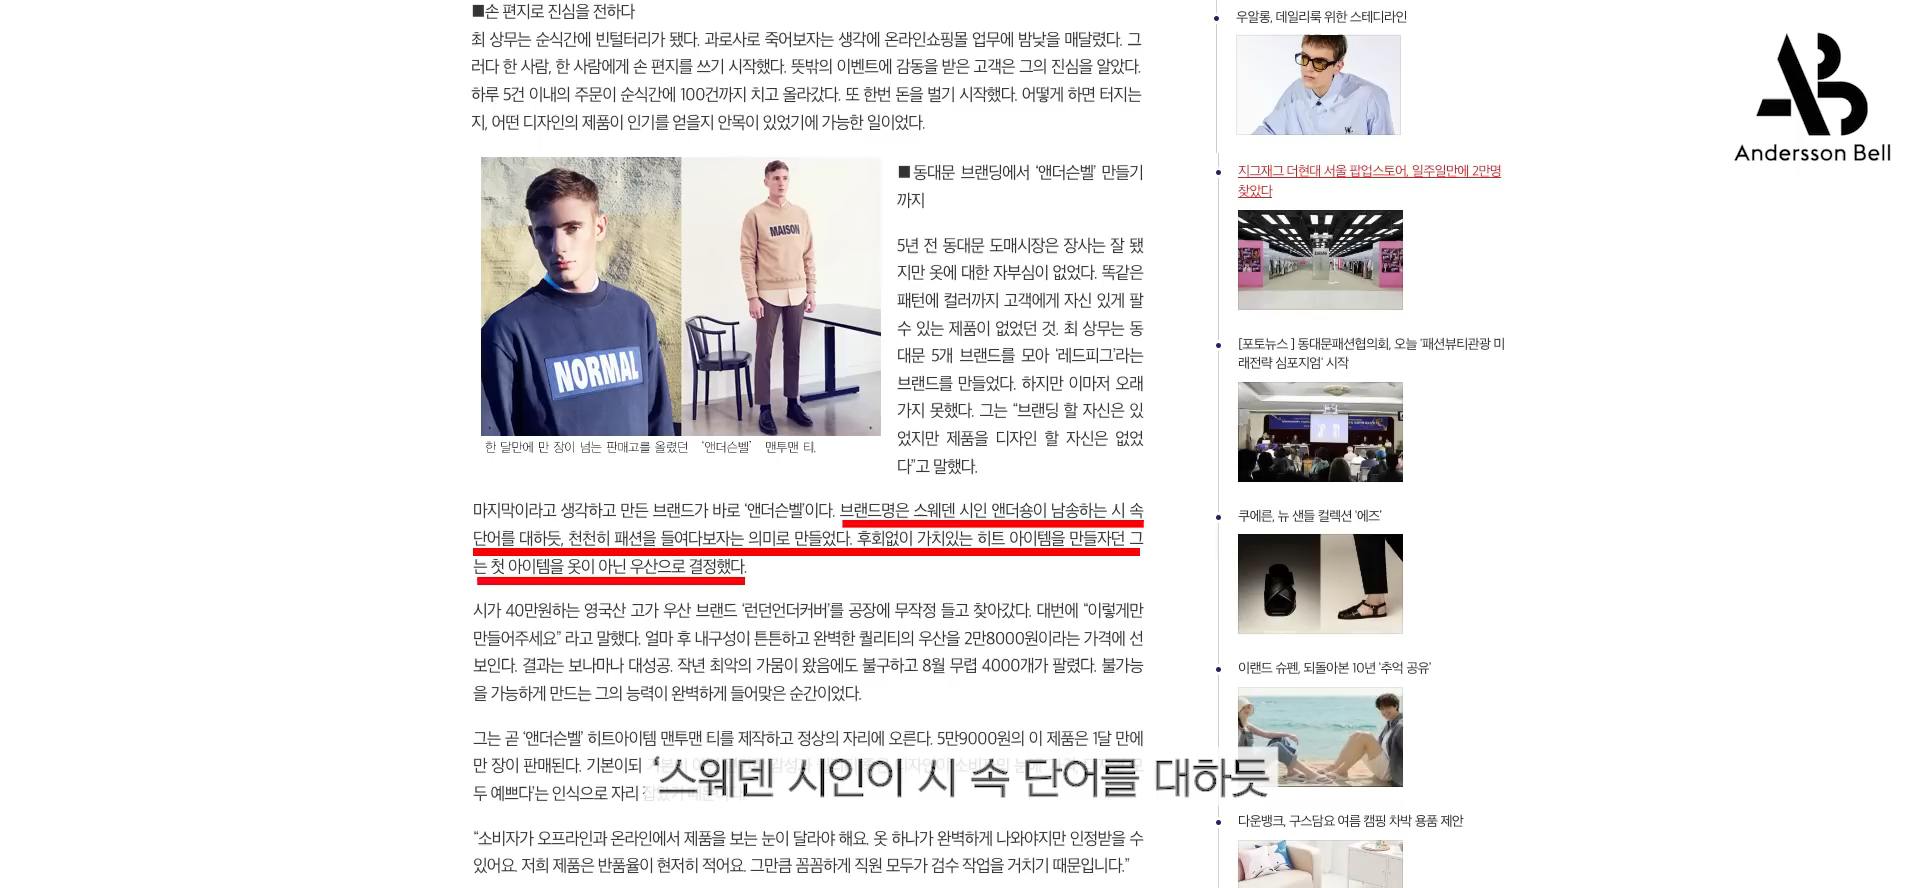 ■손 편지로 진심을 전하다
최 상무는 순식간에 빈털터리가 됐다. 과로사로 죽어보자는 생각에 온라인쇼핑몰 업무에 밤낮을 매달렸다. 그
러다 한 사람, 한 사람에게 손 편지를 쓰기 시작했다. 뜻밖의 이벤트에 감동을 받은 고객은 그의 진심을 알았다.
하루 5건 이내의 주문이 순식간에 100건까지 치고 올라갔다. 또 한번 돈을 벌기 시작했다. 어떻게 하면 터지는
지, 어떤 디자인의 제품이 인기를 얻을지 안목이 있었기에 가능한 일이었다.
NORMAL
MAISON
한 달만에 만 장이 넘는 판매고를 올렸던 '앤더슨벨' 맨투맨 티.
■동대문 브랜딩에서 ‘앤더슨벨’ 만들기
까지
5년 전 동대문 도매시장은 장사는 잘 됐
지만 옷에 대한 자부심이 없었다. 똑같은
패턴에 컬러까지 고객에게 자신 있게 팔
수 있는 제품이 없었던 것. 최 상무는 동
대문 5개 브랜드를 모아 ‘레드피그’라는
브랜드를 만들었다. 하지만 이마저 오래
가지 못했다. 그는 “브랜딩 할 자신은 있
었지만 제품을 디자인 할 자신은 없었
다”고 말했다.
마지막이라고 생각하고 만든 브랜드가 바로 ‘앤더슨벨’이다. 브랜드명은 스웨덴 시인 앤더숑이 남송하는 시 속
단어를 대하듯, 천천히 패션을 들여다보자는 의미로 만들었다. 후회없이 가치있는 히트 아이템을 만들자던 그
는 첫 아이템을 옷이 아닌 우산으로 결정했다.
시가 40만원하는 영국산 고가 우산 브랜드 ‘런던언더커버’를 공장에 무작정 들고 찾아갔다. 대번에 “이렇게만
만들어주세요” 라고 말했다. 얼마 후 내구성이 튼튼하고 완벽한 퀄리티의 우산을 2만8000원이라는 가격에 선
보인다. 결과는 보나마나 대성공. 작년 최악의 가뭄이 왔음에도 불구하고 8월 무렵 4000개가 팔렸다. 불가능
을 가능하게 만드는 그의 능력이 완벽하게 들어맞은 순간이었다.
그는 곧 ‘앤더슨벨’ 히트아이템 맨투맨 티를 제작하고 정상의 자리에 오른다. 5만9000원의 이 제품은 1달 만에
만 장이 판매된다. 기본이되
두 예쁘다’는 인식으로 자리
‘스웨덴 시인이 시 속 단어를 대하듯
“소비자가 오프라인과 온라인에서 제품을 보는 눈이 달라야 해요. 옷 하나가 완벽하게 나와야지만 인정받을 수
있어요. 저희 제품은 반품율이 현저히 적어요. 그만큼 꼼꼼하게 직원 모두가 검수 작업을 거치기 때문입니다.”
우알롱, 데일리룩 위한 스테디라인
지그재그 더현대 서울 팝업스토어, 일주일만에 2만명
찾았다
[포토뉴스 ] 동대문패션협의회, 오늘 '패션뷰티관광 미
래전략 심포지엄' 시작
쿠에른, 뉴 샌들 컬렉션 '에즈'
이랜드 슈펜, 되돌아본 10년 '추억 공유'
다운뱅크, 구스담요 여름 캠핑 차박 용품 제안
Andersson Bell